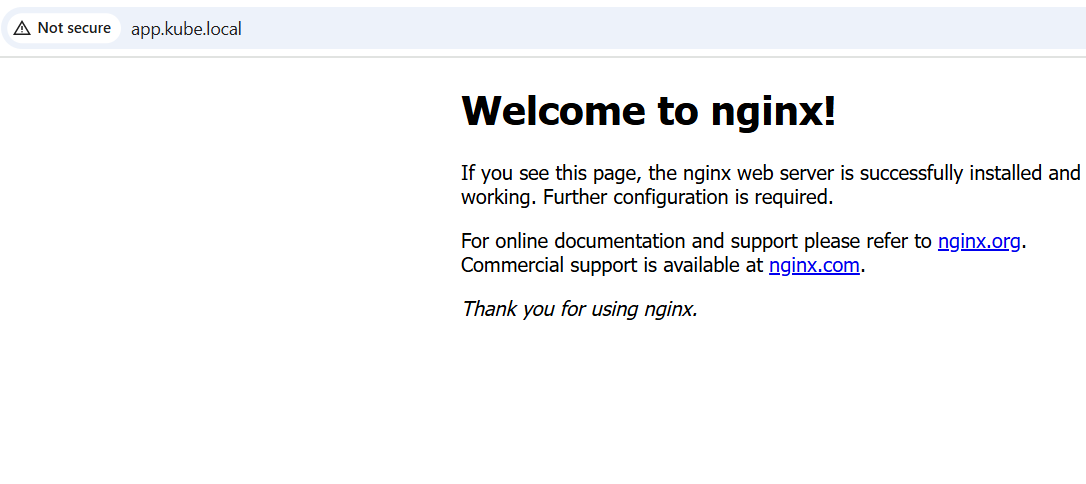 Not secure app.kube.local
Welcome to nginx!
If you see this page, the nginx web server is successfully installed and
working. Further configuration is required.
For online documentation and support please refer to nginx.org.
Commercial support is available at nginx.com.
Thank you for using nginx.